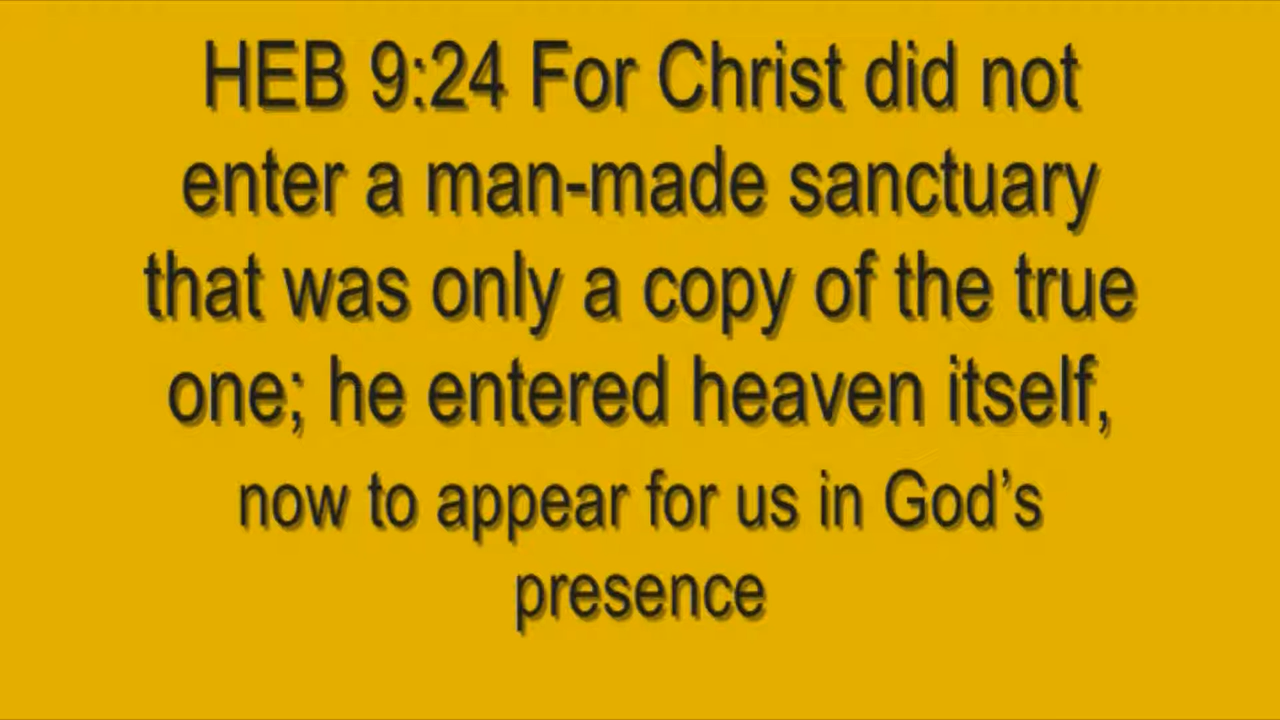 HEB 9:24 For Christ did not
enter a man-made sanctuary
that was only a copy of the true
one; he entered heaven itself,
now to appear for us in God’s
presence